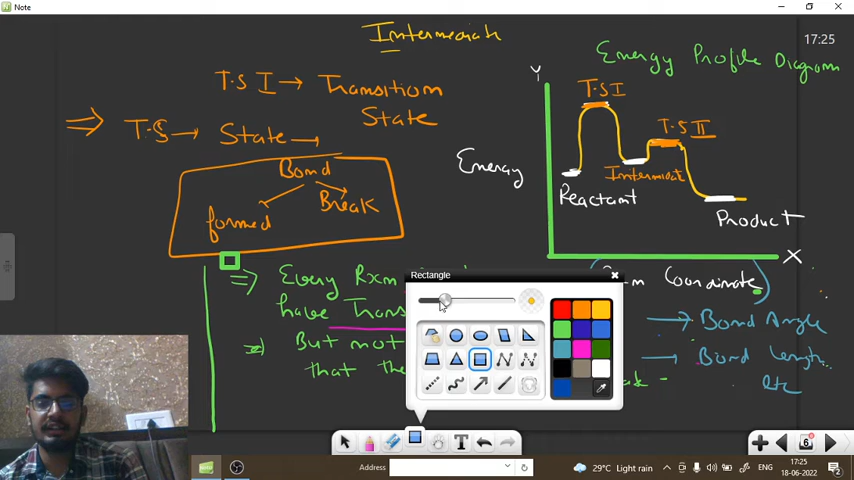 Note
Intermediate
17:25
Energy Profile Diagram
T.S I → Transition
State
⇒ T.S → State →
Bond
formed Break
Y
T.S I
T.S II
Energy
Intermediate
Reactant
Product
X
⇒ Every Rxn
have Trans
Rectangle
Coordinate
→ Bond Angle
→ But not
→ Bond Length
that the
etc
6
Address
29°C Light rain
ENG
17:25
18-06-2022
2